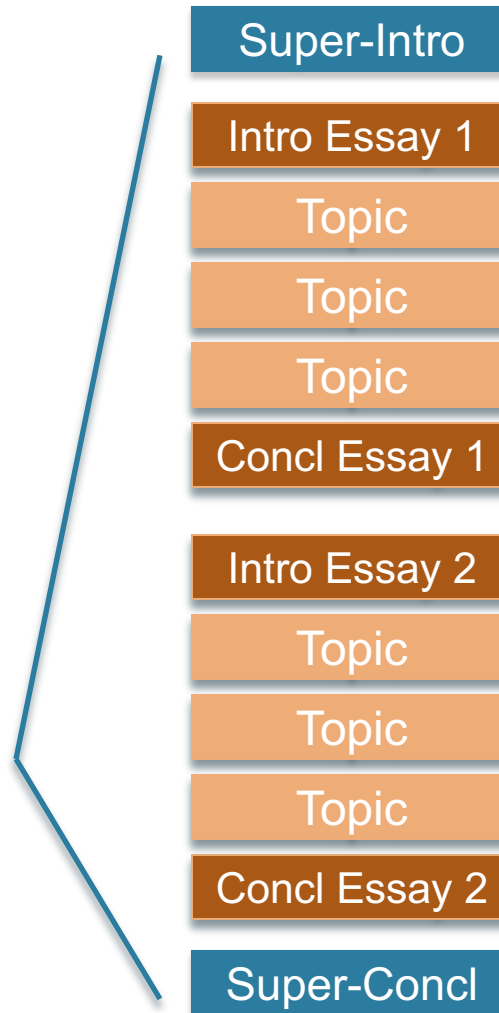 Super-Intro
Intro Essay 1
Topic
Topic
Topic
Concl Essay 1
Intro Essay 2
Topic
Topic
Topic
Concl Essay 2
Super-Concl